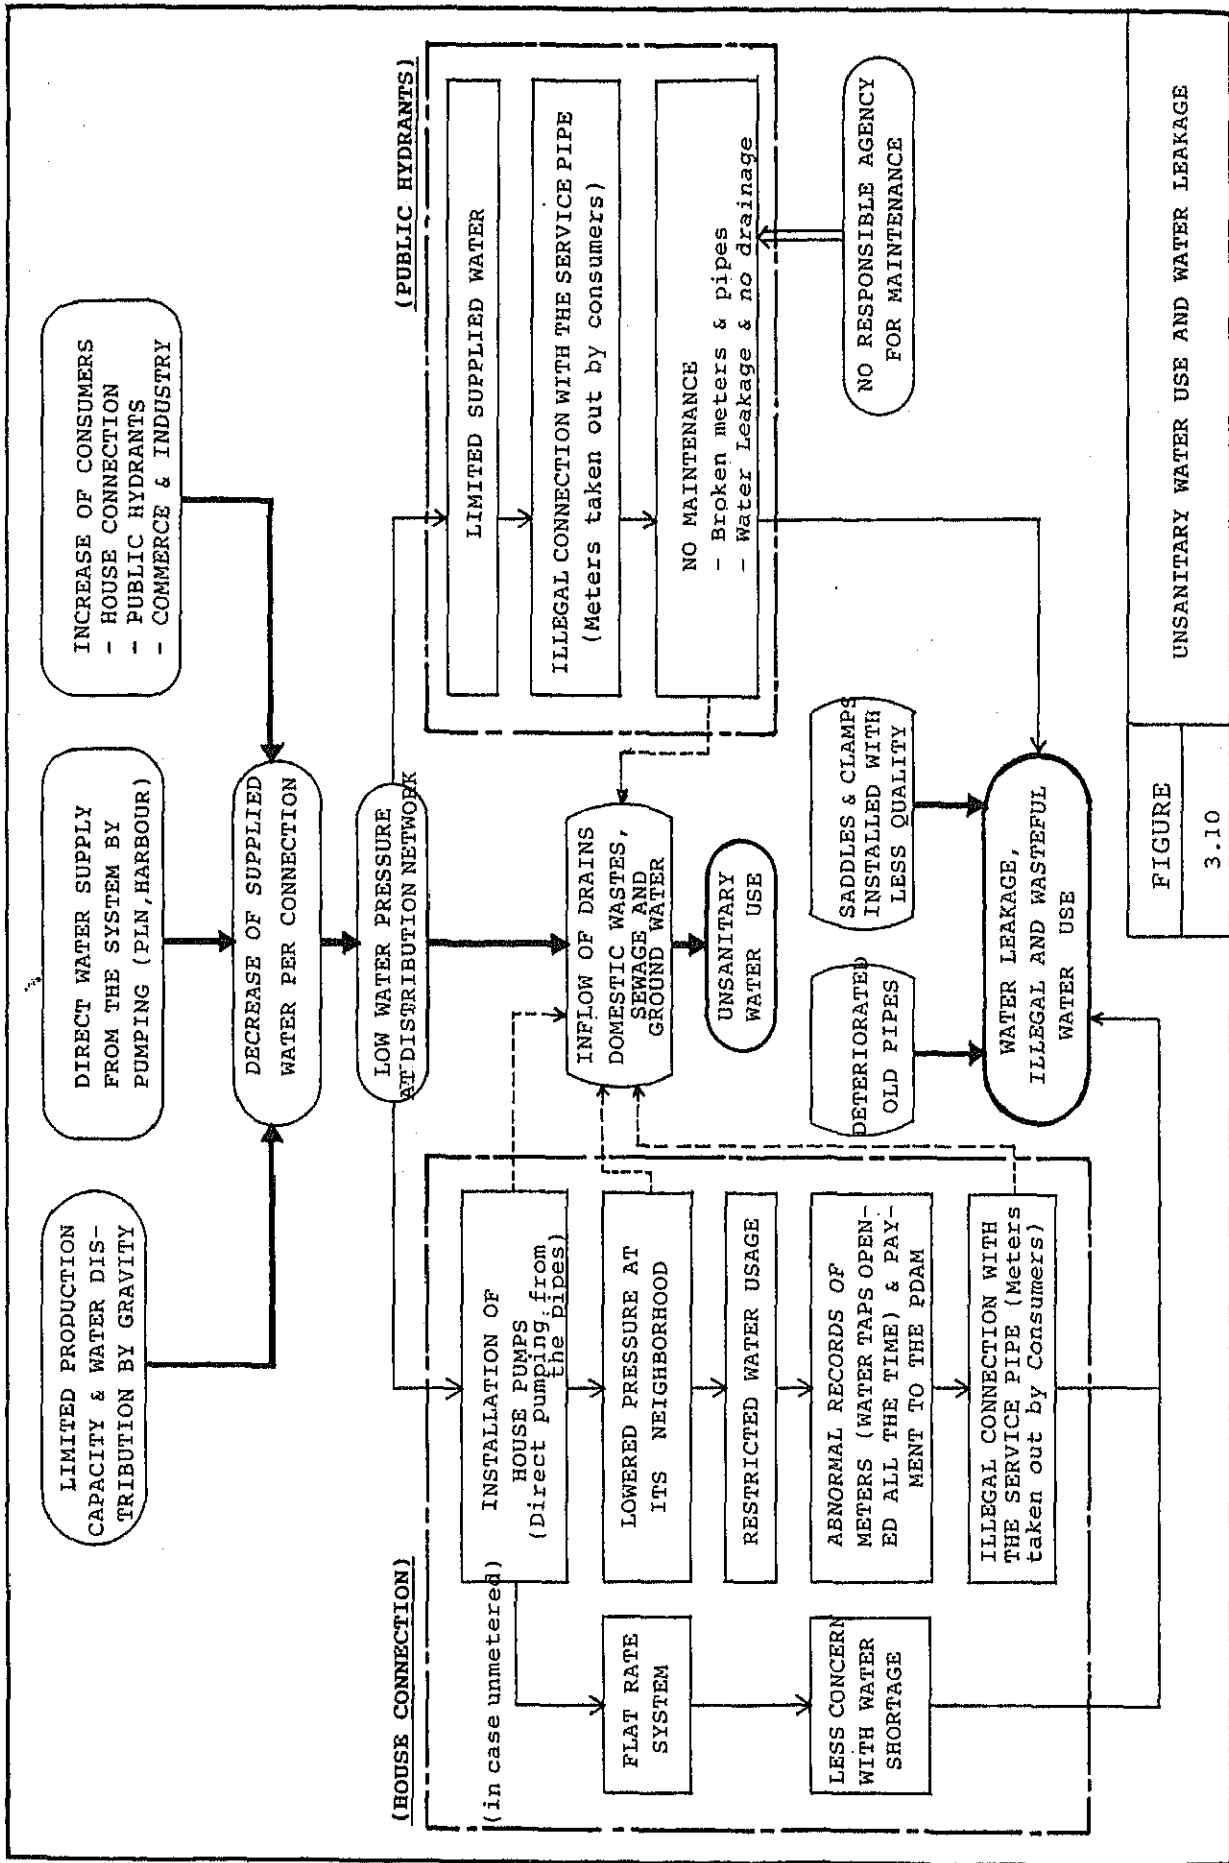 LIMITED PRODUCTION
CAPACITY & WATER DIS-
TRIBUTION BY GRAVITY
DIRECT WATER SUPPLY
FROM THE SYSTEM BY
PUMPING (PLN,HARBOUR)
INCREASE OF CONSUMERS
- HOUSE CONNECTION
- PUBLIC HYDRANTS
- COMMERCE & INDUSTRY
DECREASE OF SUPPLIED
WATER PER CONNECTION
LOW WATER PRESSURE
AT DISTRIBUTION NETWORK
(HOUSE CONNECTION)
(in case unmetered)
INSTALLATION OF
HOUSE PUMPS
(Direct pumping from
the pipes)
FLAT RATE
SYSTEM
LOWERED PRESSURE AT
ITS NEIGHBORHOOD
RESTRICTED WATER USAGE
LESS CONCERN
WITH WATER
SHORTAGE
ABNORMAL RECORDS OF
METERS (WATER TAPS OPEN-
ED ALL THE TIME) & PAY-
MENT TO THE PDAM
ILLEGAL CONNECTION WITH
THE SERVICE PIPE (Meters
taken out by Consumers)
INFLOW OF DRAINS
DOMESTIC WASTES,
SEWAGE AND
GROUND WATER
UNSANITARY
WATER USE
DETERIORATED
OLD PIPES
SADDLES & CLAMPS
INSTALLED WITH
LESS QUALITY
WATER LEAKAGE,
ILLEGAL AND WASTEFUL
WATER USE
(PUBLIC HYDRANTS)
LIMITED SUPPLIED WATER
ILLEGAL CONNECTION WITH THE SERVICE PIPE
(Meters taken out by consumers)
NO MAINTENANCE
- Broken meters & pipes
- Water Leakage & no drainage
NO RESPONSIBLE AGENCY
FOR MAINTENANCE
FIGURE
3.10
UNSANITARY WATER USE AND WATER LEAKAGE